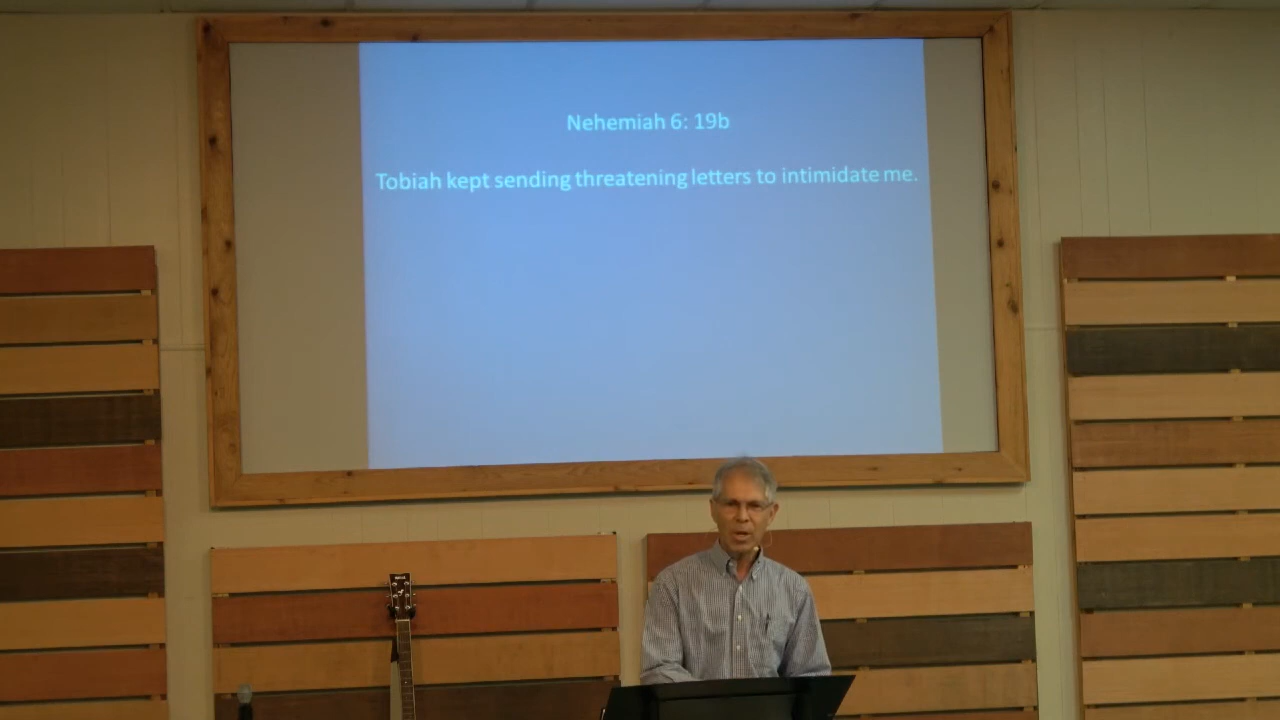 Nehemiah 6: 19b
Tobiah kept sending threatening letters to intimidate me.